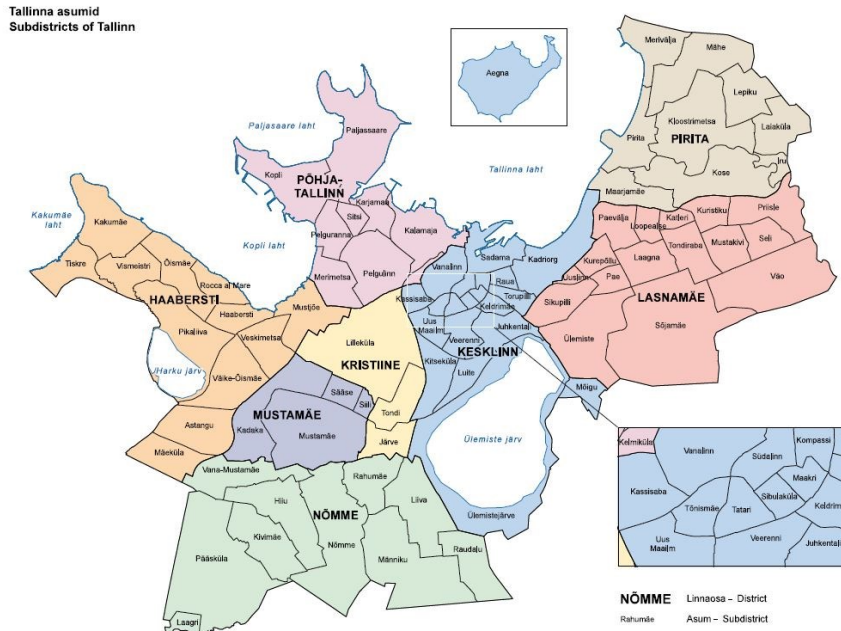 Tallinna asumid
Subdistricts of Tallinn
Aegna
Merivälja
Mähe
Lepiku
Kloostrimetsa
Laiaküla
Pirita
PIRITA
Iru
Kose
Maarjamäe
Paljasaare laht
Paljassaare
Tallinna laht
Kopli
PÕHJA-
TALLINN
Karjamaa
Sitsi
Kalamaja
Pelguranna
Pelgulinn
Merimetsa
Kopli laht
Kakumäe
laht
Kakumäe
Tiskre
Vismeistri
Õismäe
Rocca al Mare
HAABERSTI
Haabersti
Mustjõe
Pikaliiva
Veskimetsa
Harku järv
Väike-Õismäe
Astangu
Mäeküla
Priisle
Kuristiku
Katleri
Paevälja
Loopealse
Seli
Mustakivi
Tondiraba
Laagna
Kurepõllu
Uuslinn
Pae
Väo
Sikupilli
LASNAMÄE
Sõjamäe
Ülemiste
Vanalinn
Sadama
Kadriorg
Raua
Torupilli
Kassisaba
Keldrimäe
Uus
Maailm
Juhkentali
Veerenni
KESKLINN
Kitseküla
Luite
Mõigu
Ülemiste järv
Ülemistejärve
Lilleküla
KRISTIINE
Tondi
Järve
Sääse
Siili
MUSTAMÄE
Kadaka
Mustamäe
Vana-Mustamäe
Rahumäe
Hiiu
Liiva
NÕMME
Kivimäe
Pääsküla
Nõmme
Männiku
Raudalu
Laagri
Kelmiküla
Vanalinn
Südalinn
Kompassi
Maakri
Kassisaba
Sibulaküla
Tõnismäe
Tatari
Keldrim
Uus
Maailm
Veerenni
Juhkentali
NÕMME Linnaosa – District
Rahumäe Asum – Subdistrict